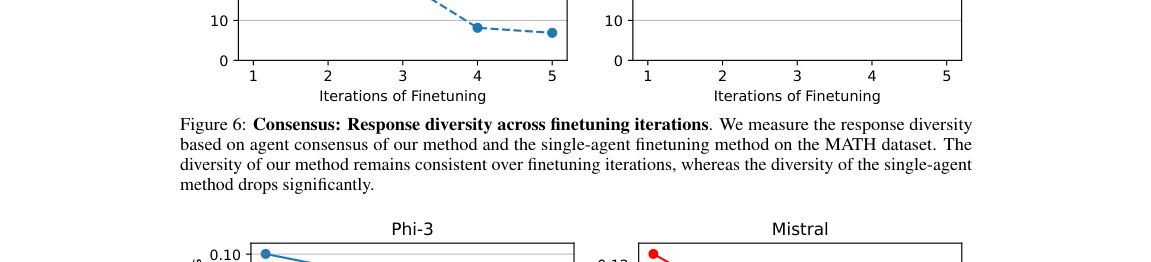 10
10
0
0
1 2 3 4 5
1 2 3 4 5
Iterations of Finetuning
Iterations of Finetuning
Figure 6: Consensus: Response diversity across finetuning iterations. We measure the response diversity
based on agent consensus of our method and the single-agent finetuning method on the MATH dataset. The
diversity of our method remains consistent over finetuning iterations, whereas the diversity of the single-agent
method drops significantly.
Phi-3
Mistral
0.10